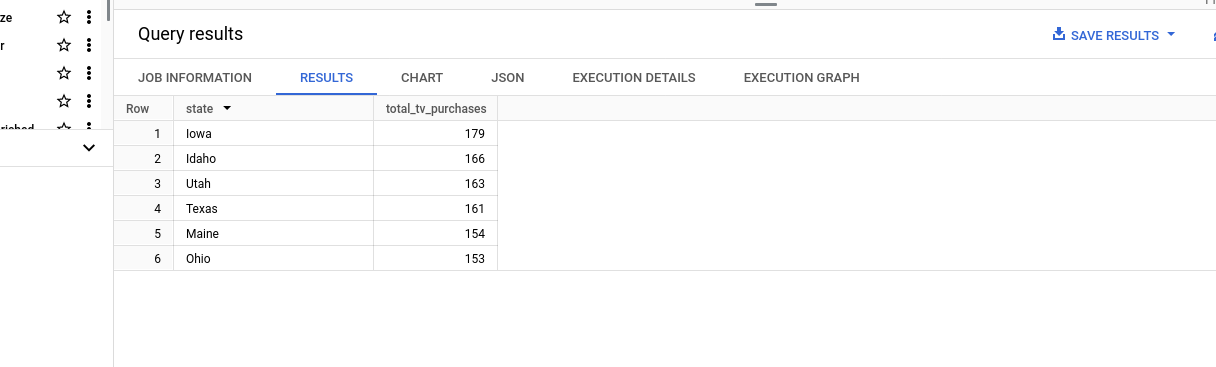 ze
r
Query results
SAVE RESULTS
JOB INFORMATION RESULTS CHART JSON EXECUTION DETAILS EXECUTION GRAPH
Row state total_tv_purchases
1 Iowa 179
2 Idaho 166
3 Utah 163
4 Texas 161
5 Maine 154
6 Ohio 153